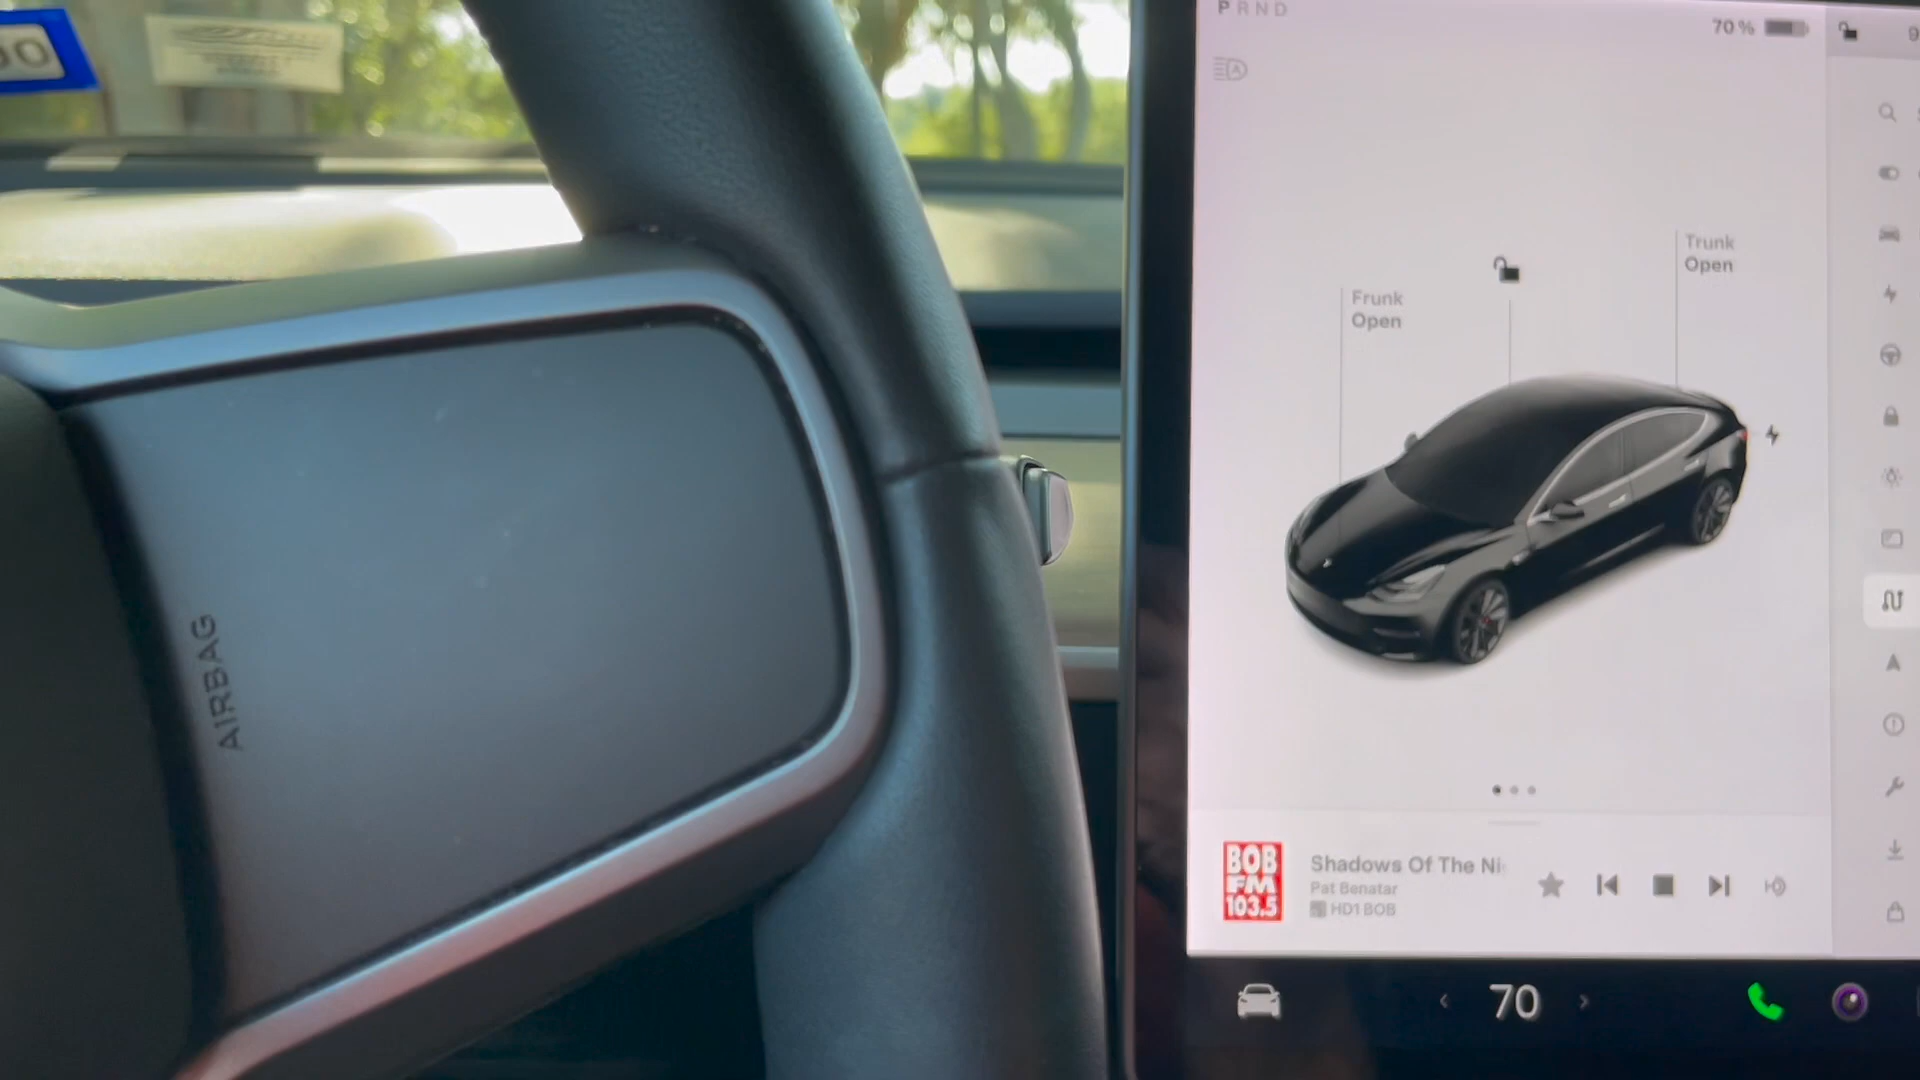 P R N D
70 %
9
Trunk
Open
Frunk
Open
AIRBAG
BOB
FM
103.5
Shadows Of The Ni
Pat Benatar
HD1 BOB
70